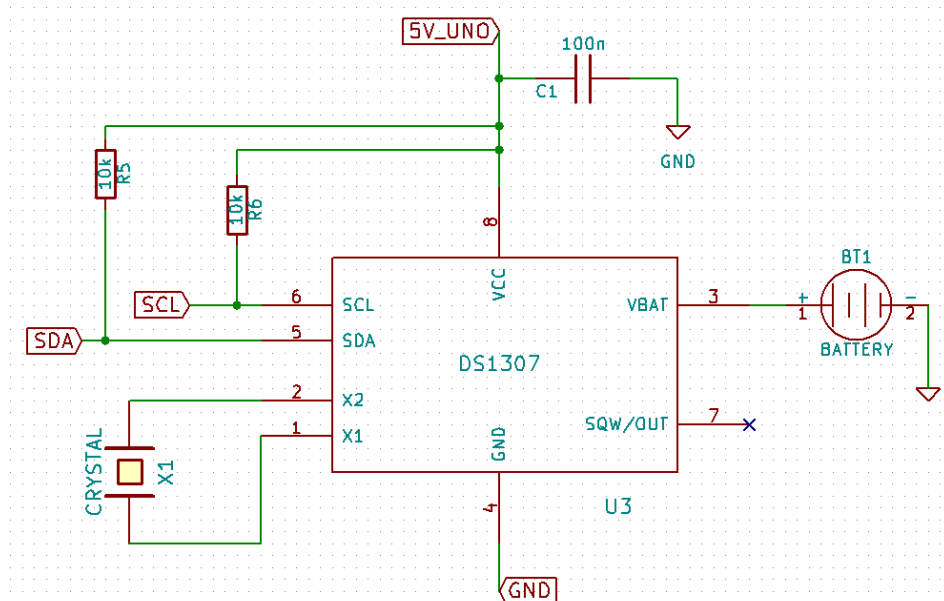 5V_UNO
100n
C1
GND
10k
R5
10k
R6
8
VCC
BT1
SCL
6
SCL
VBAT
3
+
1
-
2
BATTERY
SDA
5
SDA
DS1307
2
X2
1
X1
SQW/OUT
7
CRYSTAL
X1
GND
4
U3
GND